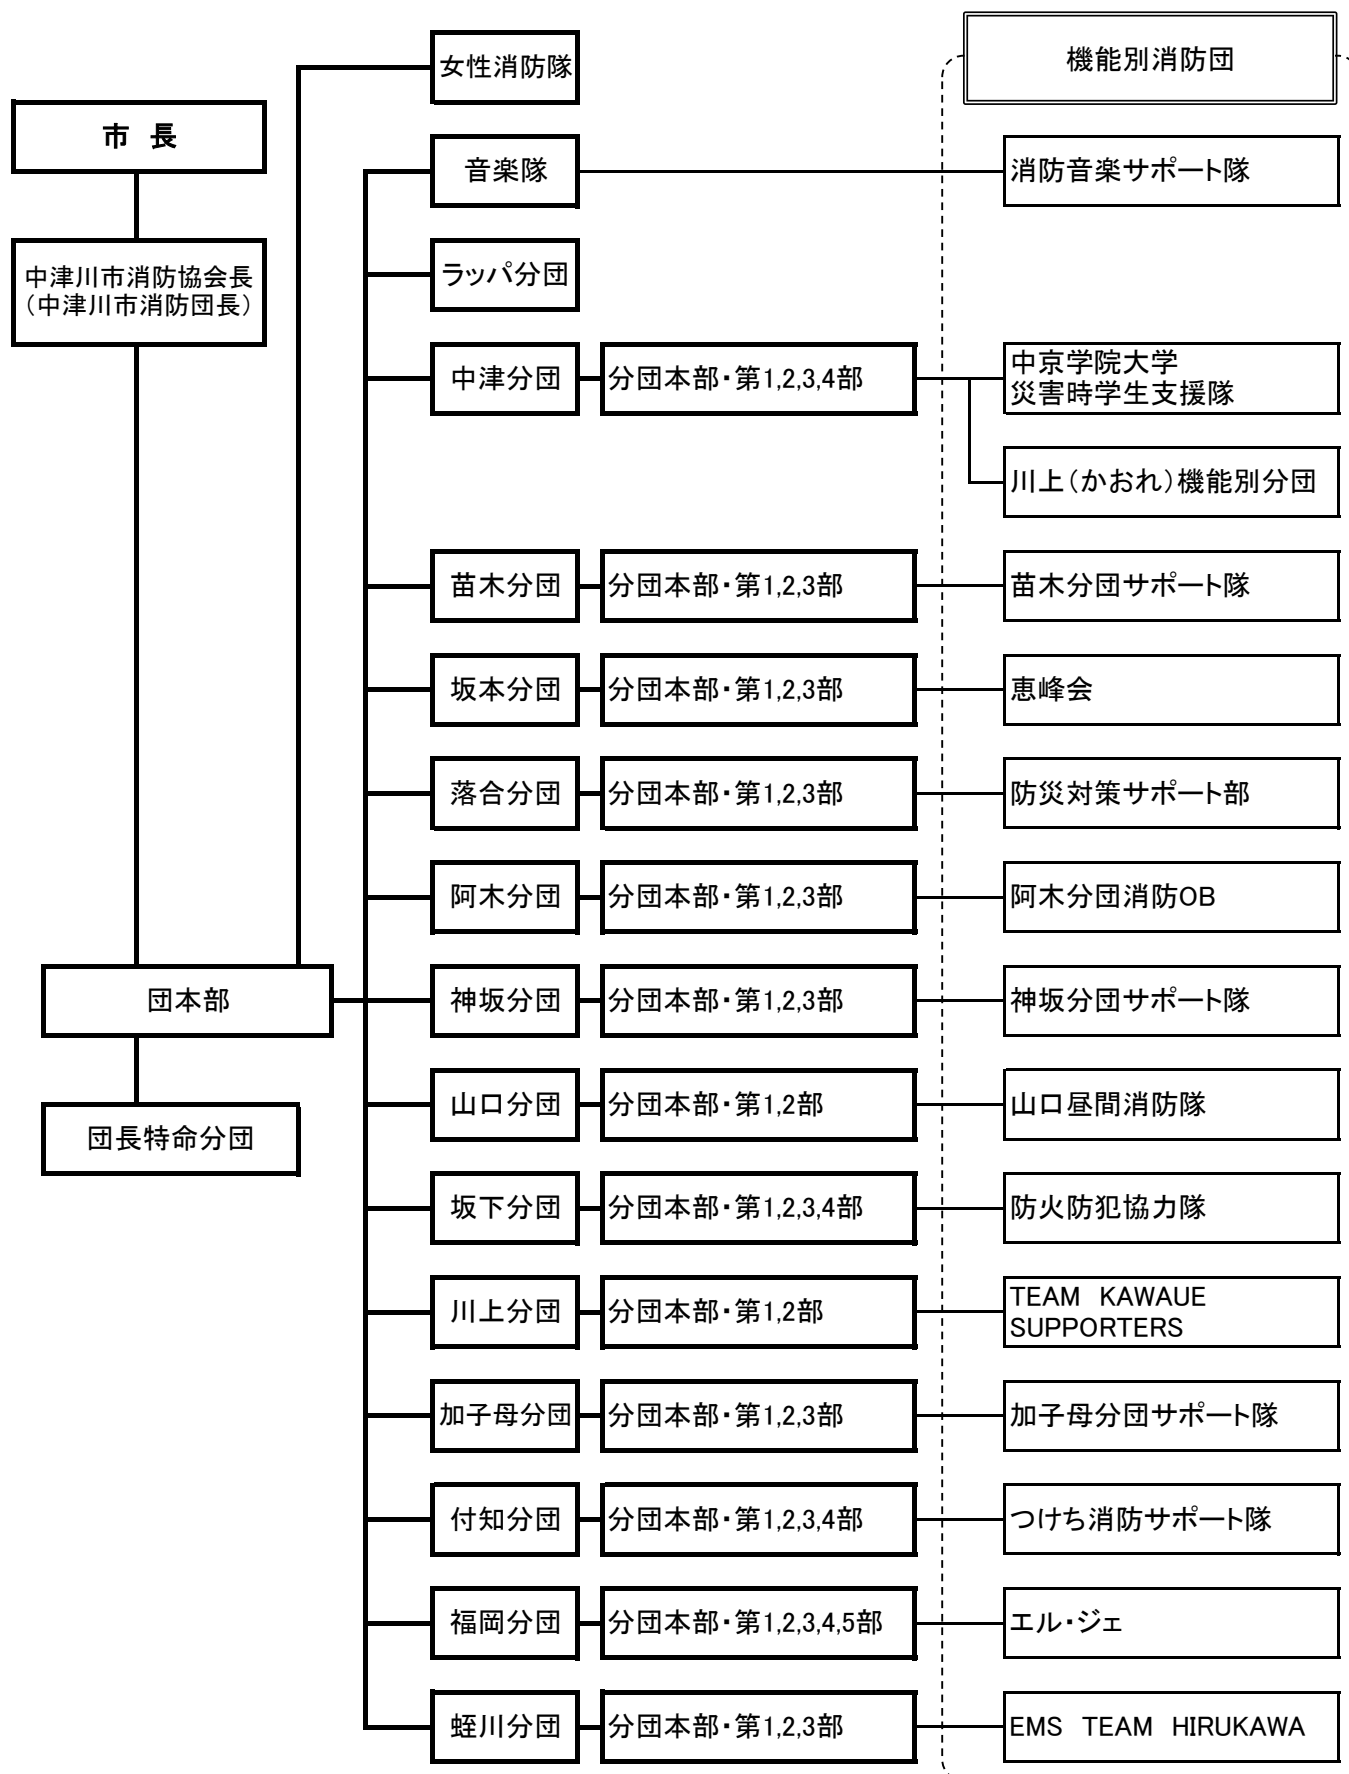 女性消防隊
機能別消防団
市　長
音楽隊
消防音楽サポート隊
中津川市消防協会長
（中津川市消防団長）
ラッパ分団
中津分団
分団本部・第1,2,3,4部
中京学院大学
災害時学生支援隊
川上（かおれ）機能別分団
苗木分団
分団本部・第1,2,3部
苗木分団サポート隊
坂本分団
分団本部・第1,2,3部
恵峰会
落合分団
分団本部・第1,2,3部
防災対策サポート部
阿木分団
分団本部・第1,2,3部
阿木分団消防OB
団本部
神坂分団
分団本部・第1,2,3部
神坂分団サポート隊
団長特命分団
山口分団
分団本部・第1,2部
山口昼間消防隊
坂下分団
分団本部・第1,2,3,4部
防火防犯協力隊
川上分団
分団本部・第1,2部
TEAM　KAWAUE
SUPPORTERS
加子母分団
分団本部・第1,2,3部
加子母分団サポート隊
付知分団
分団本部・第1,2,3,4部
つけち消防サポート隊
福岡分団
分団本部・第1,2,3,4,5部
エル・ジェ
蛭川分団
分団本部・第1,2,3部
EMS　TEAM　HIRUKAWA